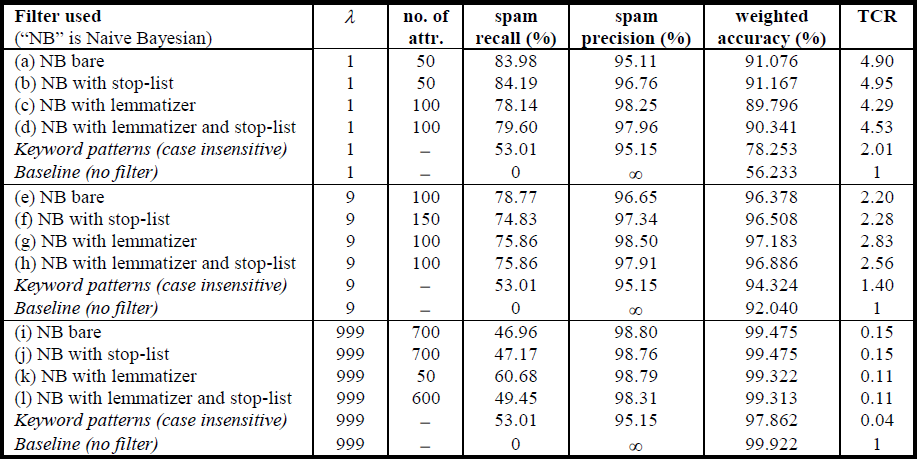 Filter used λ no. of spam spam weighted TCR
(“NB” is Naive Bayesian) attr. recall (%) precision (%) accuracy (%)
(a) NB bare 1 50 83.98 95.11 91.076 4.90
(b) NB with stop-list 1 50 84.19 96.76 91.167 4.95
(c) NB with lemmatizer 1 100 78.14 98.25 89.796 4.29
(d) NB with lemmatizer and stop-list 1 100 79.60 97.96 90.341 4.53
Keyword patterns (case insensitive) 1 – 53.01 95.15 78.253 2.01
Baseline (no filter) 1 – 0 ∞ 56.233 1
(e) NB bare 9 100 78.77 96.65 96.378 2.20
(f) NB with stop-list 9 150 74.83 97.34 96.508 2.28
(g) NB with lemmatizer 9 100 75.86 98.50 97.183 2.83
(h) NB with lemmatizer and stop-list 9 100 75.86 97.91 96.886 2.56
Keyword patterns (case insensitive) 9 – 53.01 95.15 94.324 1.40
Baseline (no filter) 9 – 0 ∞ 92.040 1
(i) NB bare 999 700 46.96 98.80 99.475 0.15
(j) NB with stop-list 999 700 47.17 98.76 99.475 0.15
(k) NB with lemmatizer 999 50 60.68 98.79 99.322 0.11
(l) NB with lemmatizer and stop-list 999 600 49.45 98.31 99.313 0.11
Keyword patterns (case insensitive) 999 – 53.01 95.15 97.862 0.04
Baseline (no filter) 999 – 0 ∞ 99.922 1